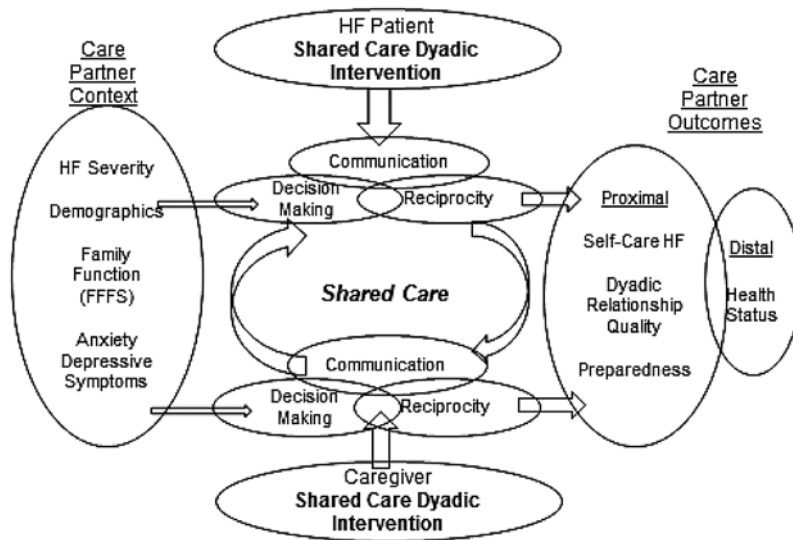 HF Patient
Shared Care Dyadic
Intervention
Care
Partner
Context
HF Severity
Demographics
Family
Function
(FFFS)
Anxiety
Depressive
Symptoms
Communication
Decision
Making
Reciprocity
Shared Care
Communication
Decision
Making
Reciprocity
Caregiver
Shared Care Dyadic
Intervention
Care
Partner
Outcomes
Proximal
Self-Care HF
Dyadic
Relationship
Quality
Preparedness
Distal
Health
Status